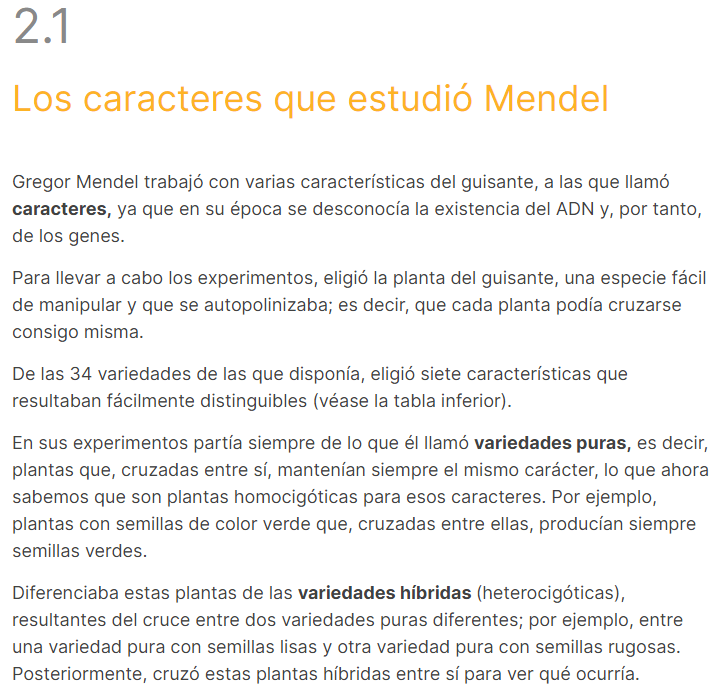 2.1
Los caracteres que estudió Mendel
Gregor Mendel trabajó con varias características del guisante, a las que llamó
caracteres, ya que en su época se desconocía la existencia del ADN y, por tanto,
de los genes.
Para llevar a cabo los experimentos, eligió la planta del guisante, una especie fácil
de manipular y que se autopolinizaba; es decir, que cada planta podía cruzarse
consigo misma.
De las 34 variedades de las que disponía, eligió siete características que
resultaban fácilmente distinguibles (véase la tabla inferior).
En sus experimentos partía siempre de lo que él llamó variedades puras, es decir,
plantas que, cruzadas entre sí, mantenían siempre el mismo carácter, lo que ahora
sabemos que son plantas homocigóticas para esos caracteres. Por ejemplo,
plantas con semillas de color verde que, cruzadas entre ellas, producían siempre
semillas verdes.
Diferenciaba estas plantas de las variedades híbridas (heterocigóticas),
resultantes del cruce entre dos variedades puras diferentes; por ejemplo, entre
una variedad pura con semillas lisas y otra variedad pura con semillas rugosas.
Posteriormente, cruzó estas plantas híbridas entre sí para ver qué ocurría.